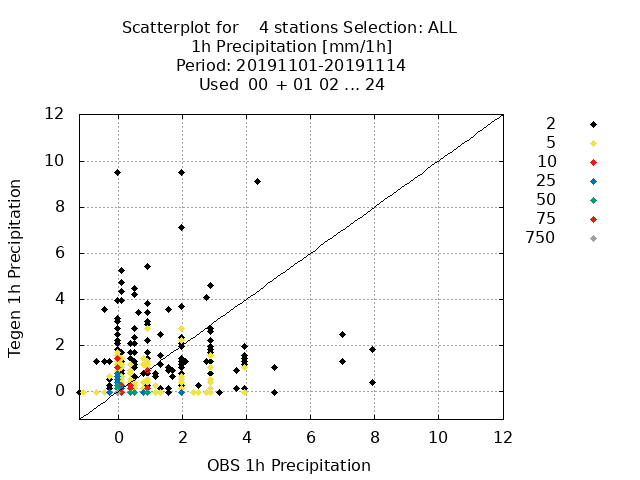 Scatterplot for    4 stations Selection: ALL
1h Precipitation [mm/1h]
Period: 20191101-20191114
Used  00 + 01 02 ... 24
Tegen 1h Precipitation
12
10
8
6
4
2
0
0 2 4 6 8 10 12
OBS 1h Precipitation
2
5
10
25
50
75
750